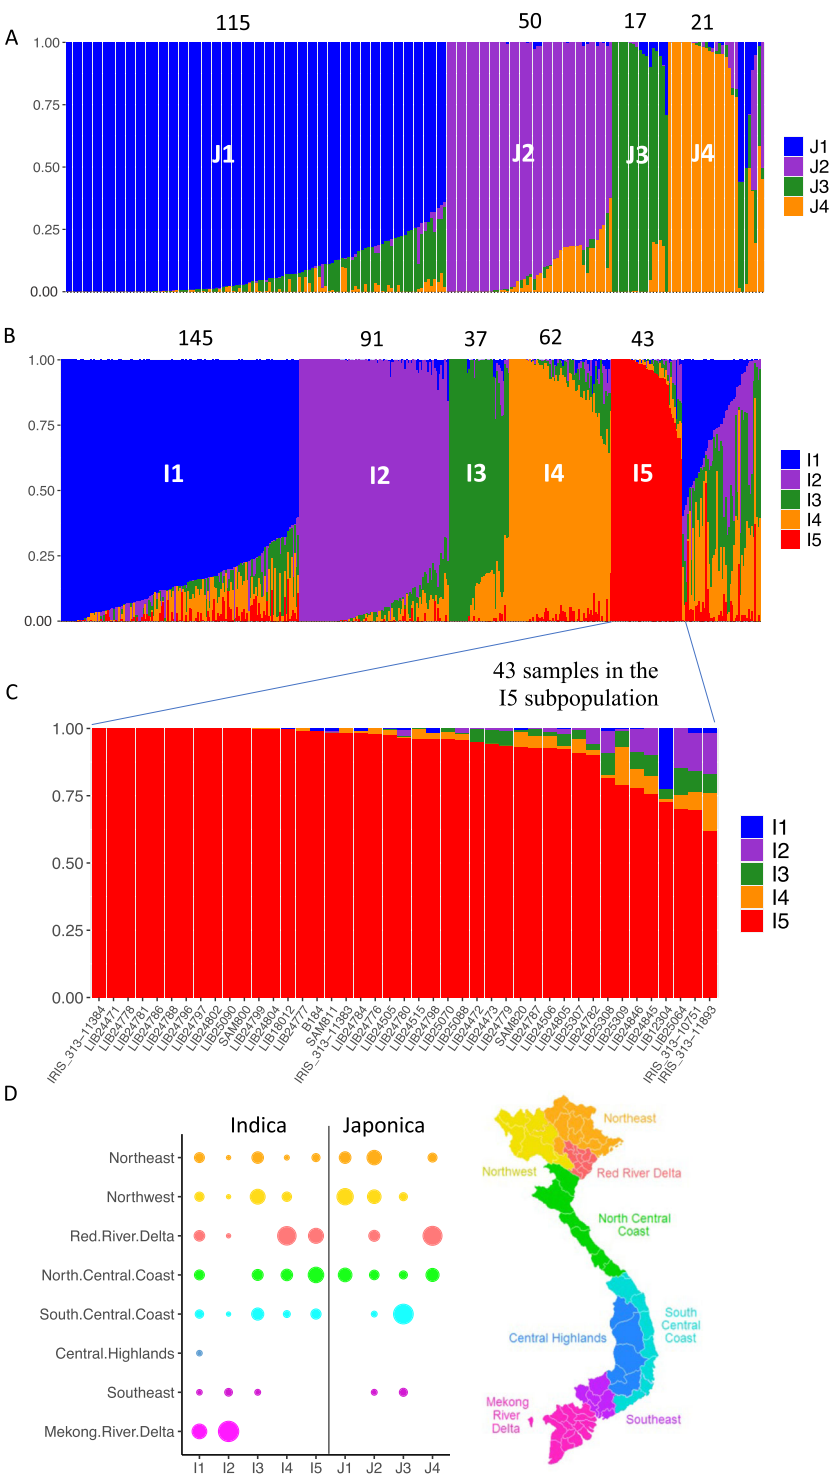 A
115 50 17 21
1.00
0.75
0.50
0.25
0.00
J1 J2 J3 J4
J1
J2
J3
J4
B
145 91 37 62 43
1.00
0.75
0.50
0.25
0.00
I1 I2 I3 I4 I5
I1
I2
I3
I4
I5
43 samples in the
I5 subpopulation
C
1.00
0.75
0.50
0.25
0.00
I1
I2
I3
I4
I5
IRIS_313-11384
LIB24471
LIB24778
LIB24781
LIB24786
LIB24788
LIB24796
LIB24797
LIB24802
LIB25090
SAM800
LIB24799
LIB24804
LIB18012
LIB24777
B184
SAM811
IRIS_313-11383
LIB24784
LIB24776
LIB24505
LIB24780
LIB24515
LIB24798
LIB25070
LIB25088
LIB24472
LIB24473
LIB24779
SAM820
LIB24787
LIB24506
LIB24805
LIB25307
LIB24782
LIB25308
LIB25309
LIB24846
LIB24845
LIB12304
LIB25064
IRIS_313-10751
IRIS_313-11893
D
Indica Japonica
Northeast
Northwest
Red.River.Delta
North.Central.Coast
South.Central.Coast
Central.Highlands
Southeast
Mekong.River.Delta
I1 I2 I3 I4 I5 J1 J2 J3 J4
Northeast
Northwest
Red River Delta
North Central
Coast
South
Central
Coast
Central Highlands
Mekong
River
Delta
Southeast